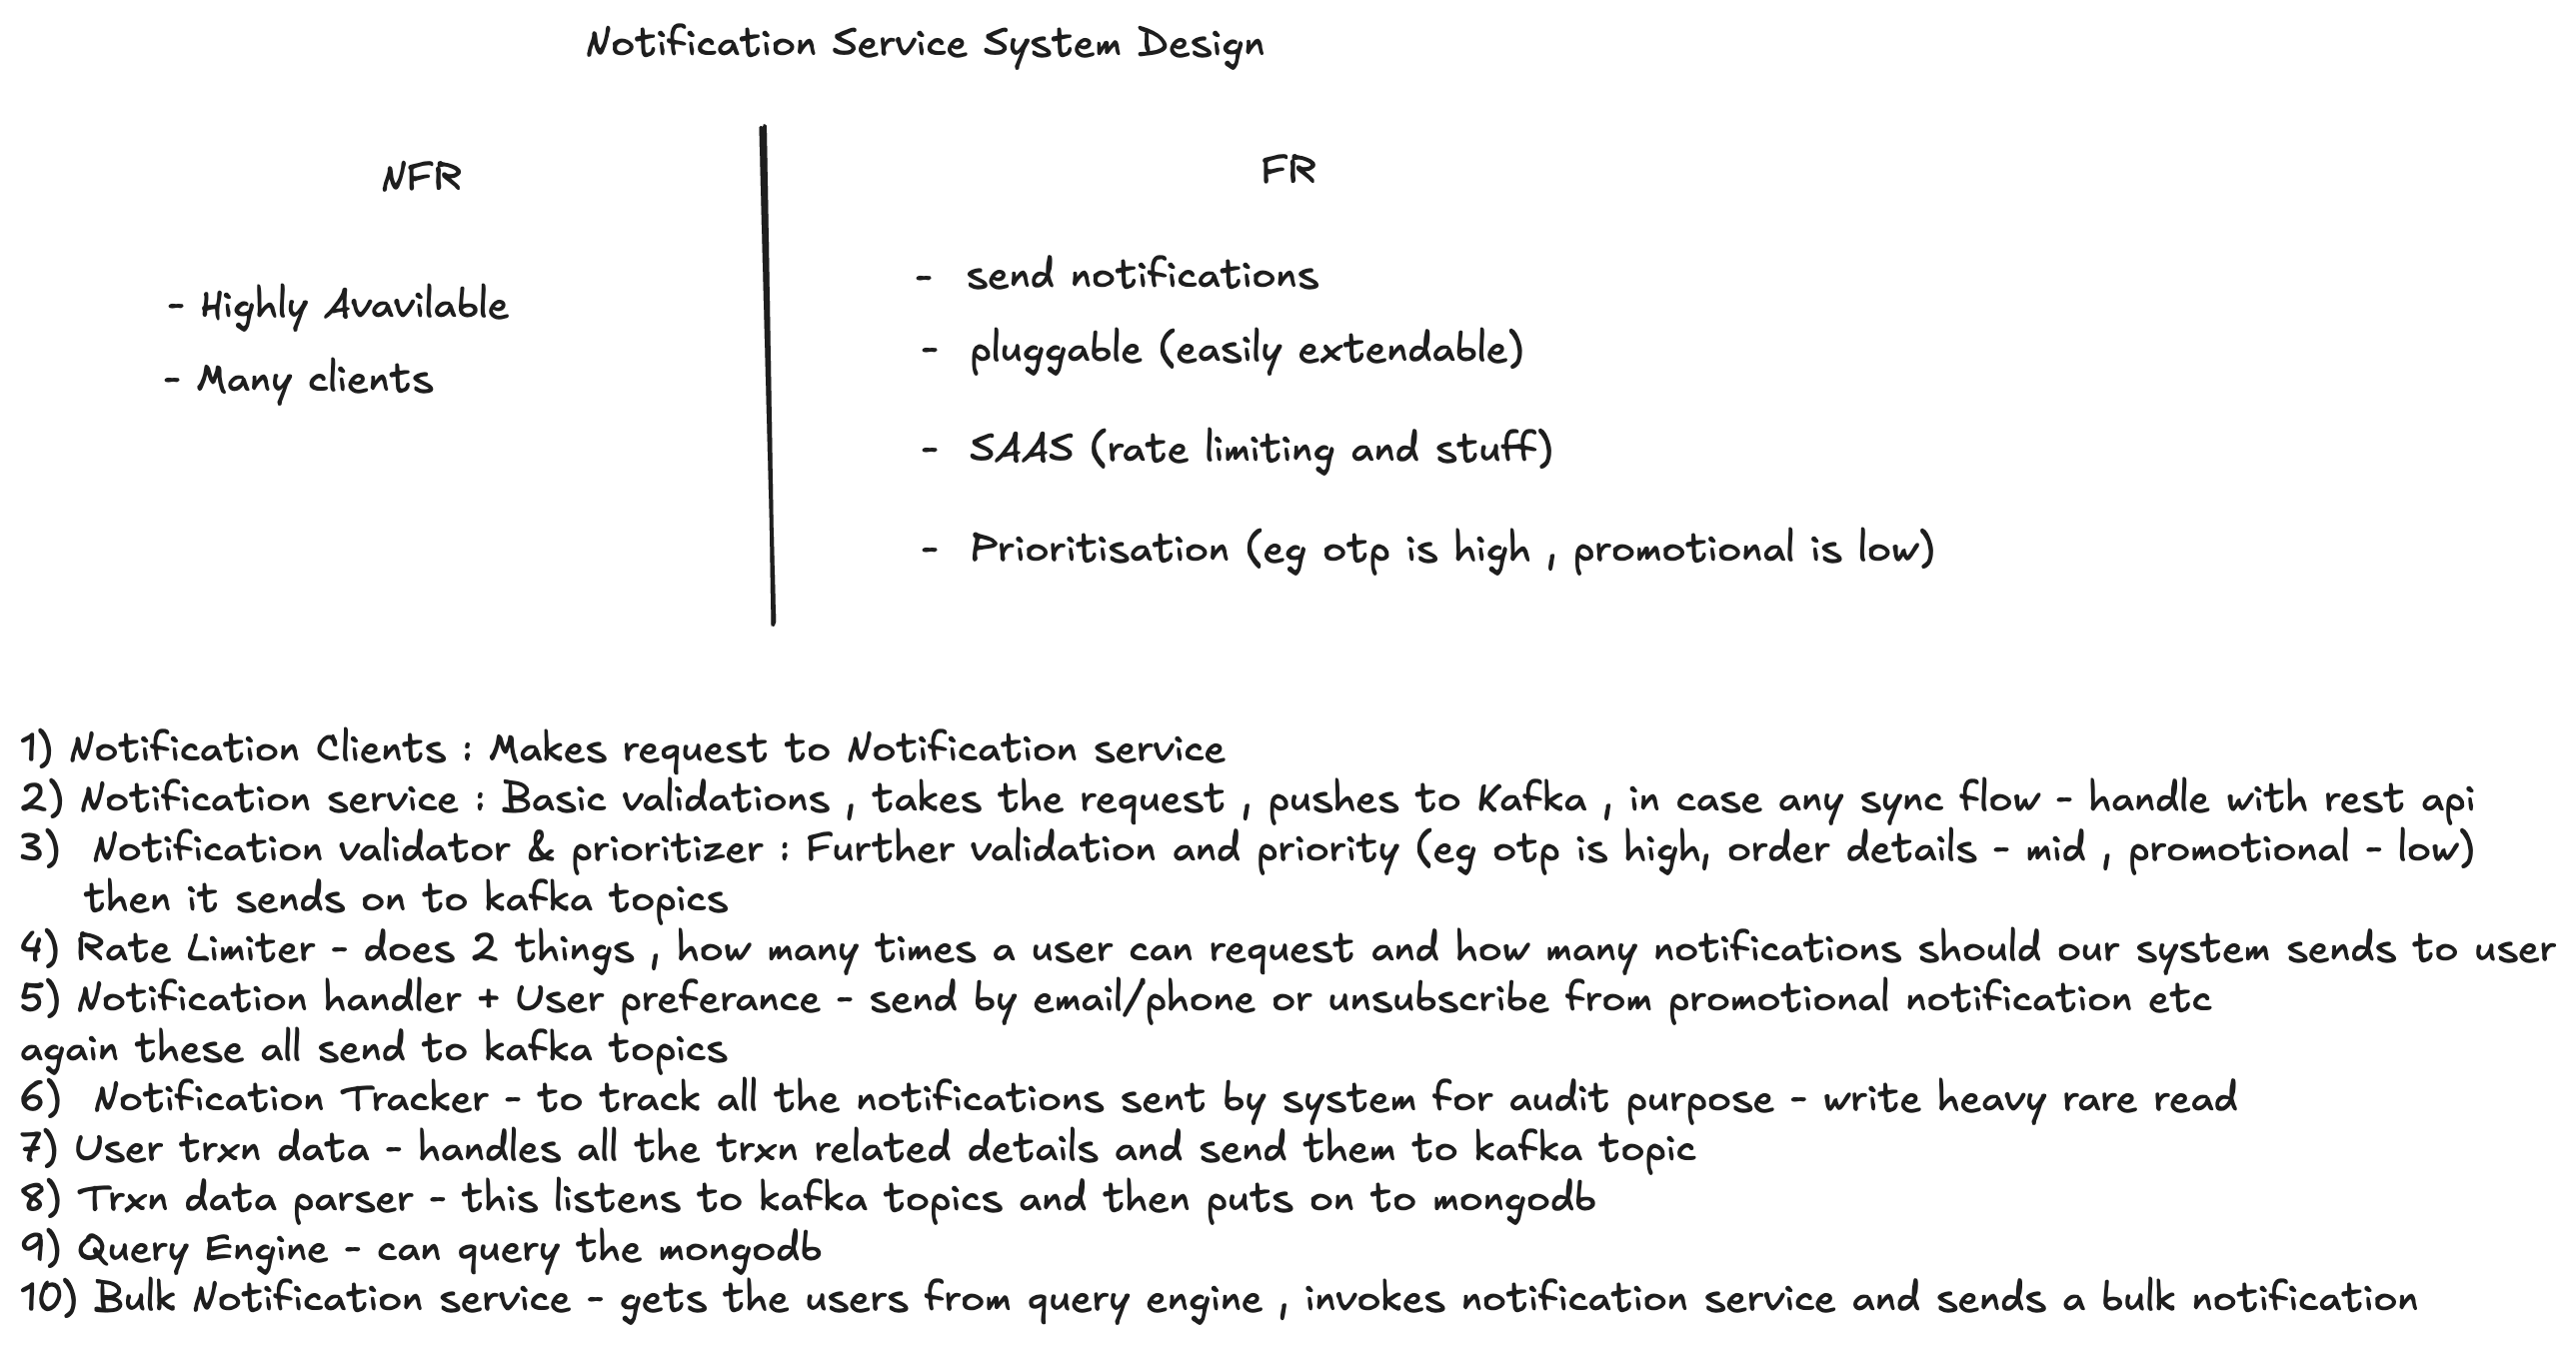 Notification Service System Design
NFR
- Highly Avavilable
- Many clients
FR
- send notifications
- pluggable (easily extendable)
- SAAS (rate limiting and stuff)
- Prioritisation (eg otp is high , promotional is low)
1) Notification Clients : Makes request to Notification service
2) Notification service : Basic validations , takes the request , pushes to Kafka , in case any sync flow - handle with rest api
3) Notification validator & prioritizer : Further validation and priority (eg otp is high, order details - mid , promotional - low)
then it sends on to kafka topics
4) Rate Limiter - does 2 things , how many times a user can request and how many notifications should our system sends to user
5) Notification handler + User preferance - send by email/phone or unsubscribe from promotional notification etc
again these all send to kafka topics
6) Notification Tracker - to track all the notifications sent by system for audit purpose - write heavy rare read
7) User trxn data - handles all the trxn related details and send them to kafka topic
8) Trxn data parser - this listens to kafka topics and then puts on to mongodb
9) Query Engine - can query the mongodb
10) Bulk Notification service - gets the users from query engine , invokes notification service and sends a bulk notification